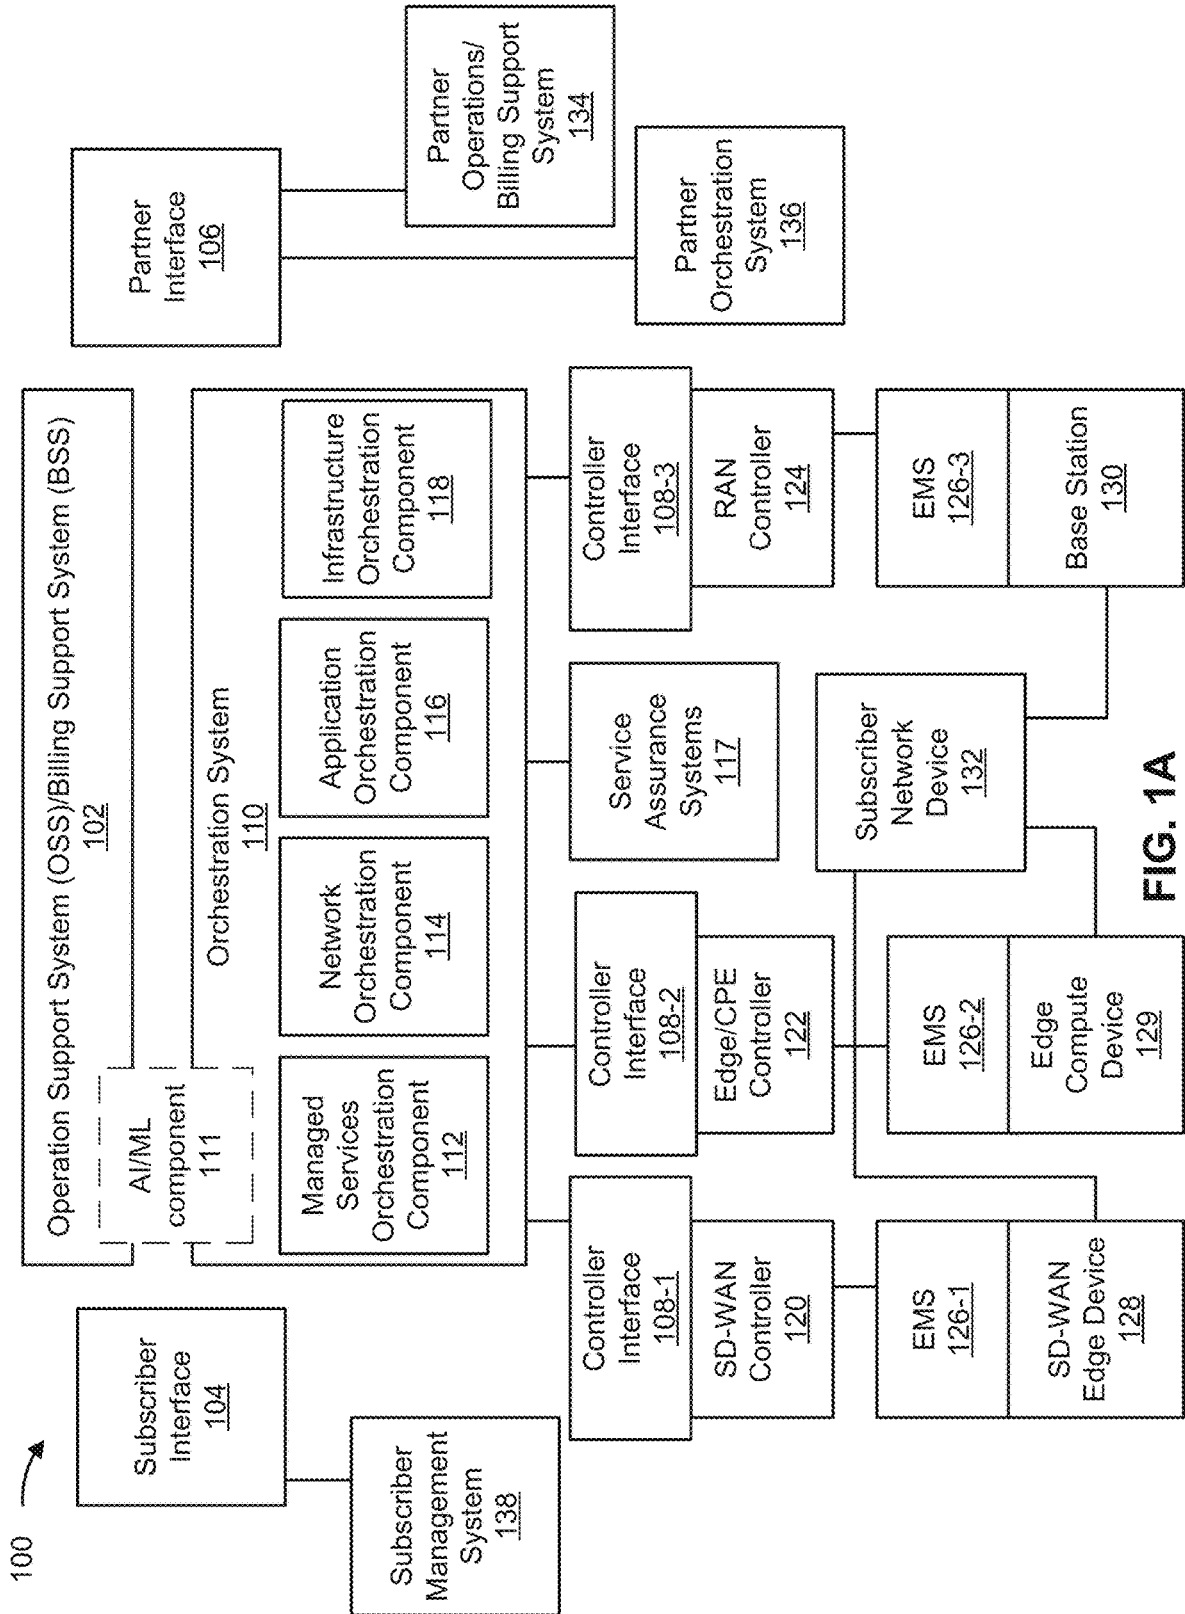 100
Subscriber
Interface
104
Subscriber
Management
System
138
Operation Support System (OSS)/Billing Support System (BSS)
102
AI/ML
component
111
Orchestration System
110
Managed
Services
Orchestration
Component
112
Network
Orchestration
Component
114
Application
Orchestration
Component
116
Infrastructure
Orchestration
Component
118
Partner
Interface
106
Partner
Operations/
Billing Support
System
134
Partner
Orchestration
System
136
Controller
Interface
108-1
SD-WAN
Controller
120
EMS
126-1
SD-WAN
Edge Device
128
Controller
Interface
108-2
Edge/CPE
Controller
122
EMS
126-2
Edge
Compute
Device
129
Service
Assurance
Systems
117
Subscriber
Network
Device
132
Controller
Interface
108-3
RAN
Controller
124
EMS
126-3
Base Station
130
FIG. 1A